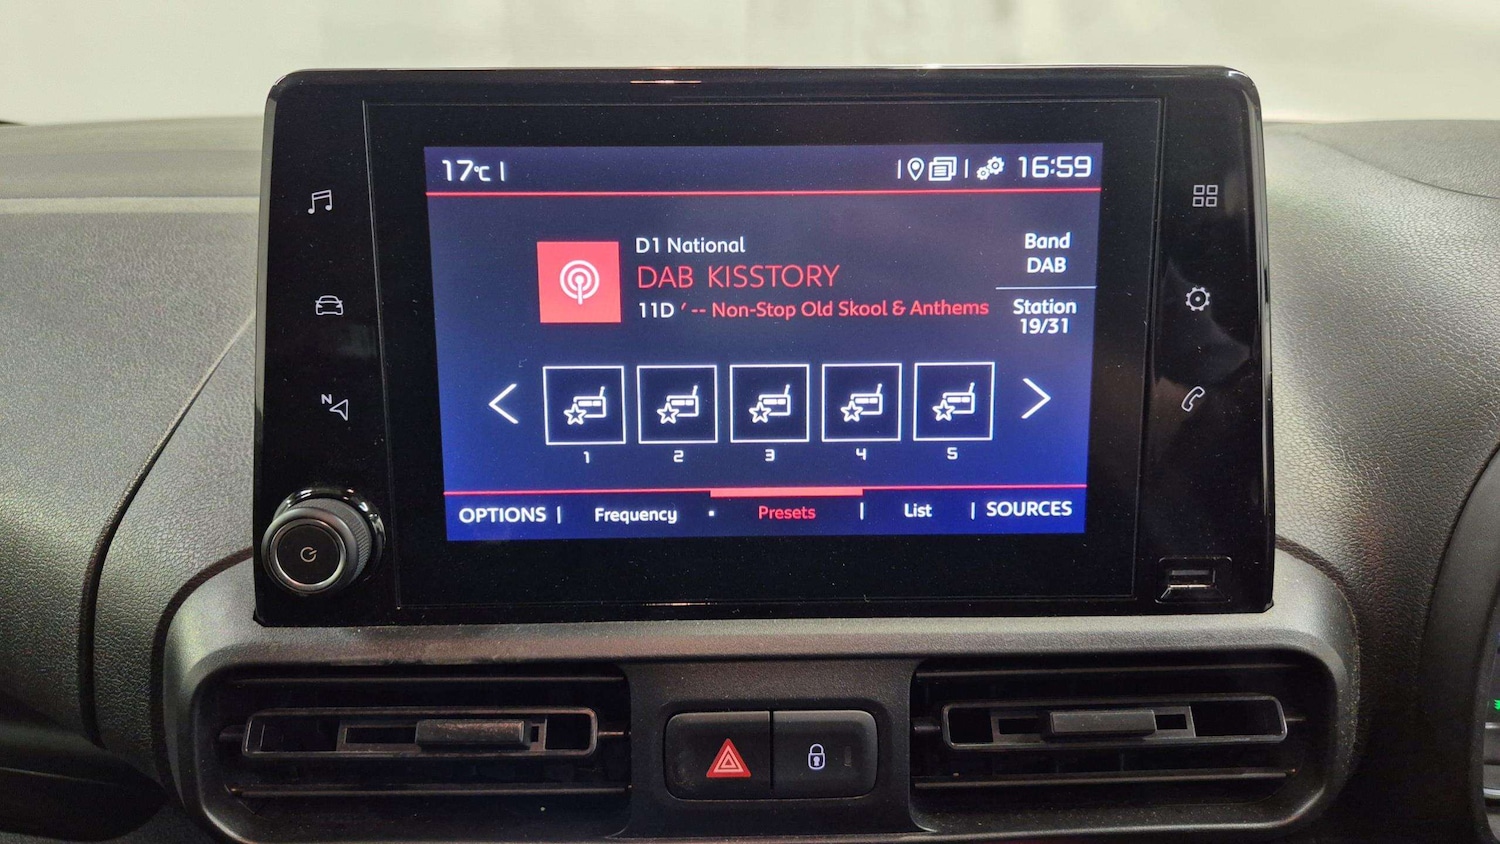 17°C
16:59
D1 National
DAB KISSTORY
11D ' -- Non-Stop Old Skool & Anthems
Band
DAB
Station
19/31
N
1 2 3 4 5
OPTIONS | Frequency · Presets | List | SOURCES